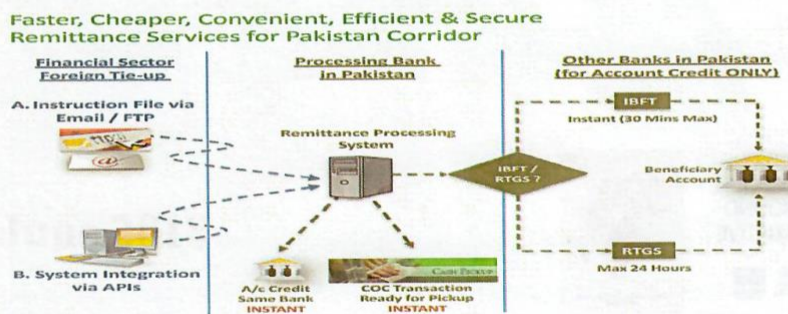 Faster, Cheaper, Convenient, Efficient & Secure
Remittance Services for Pakistan Corridor
Financial Sector
Foreign Tie-up
A. Instruction File via
Email / FTP
@
B. System Integration
via APIs
Processing Bank
in Pakistan
Remittance Processing
System
A/c Credit
Same Bank
INSTANT
CASH PICKUP
COC Transaction
Ready for Pickup
INSTANT
Other Banks in Pakistan
(for Account Credit ONLY)
IBFT /
RTGS ?
IBFT
Instant (30 Mins Max)
Beneficiary
Account
RTGS
Max 24 Hours